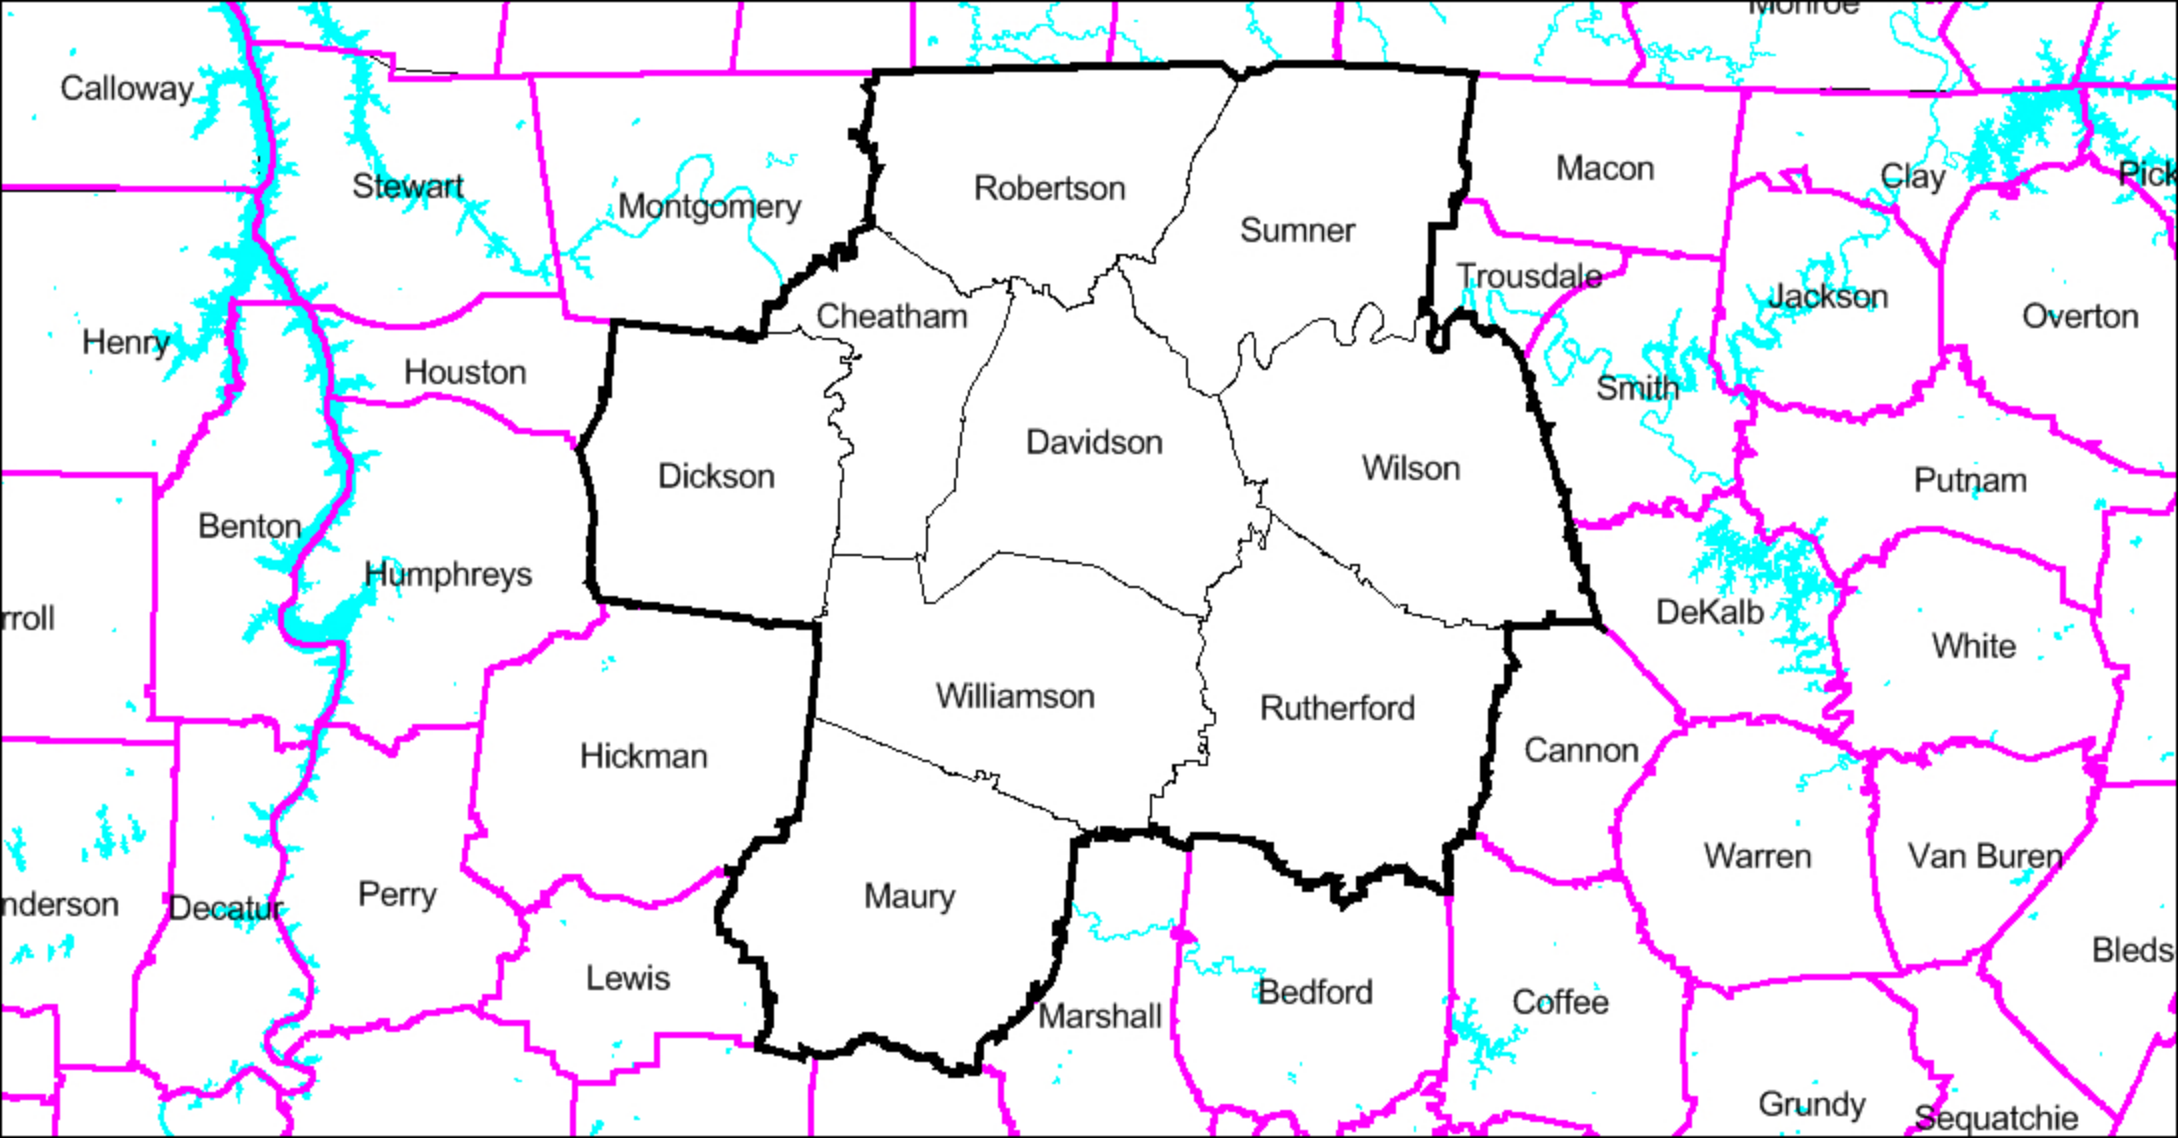 Monroe
Calloway
Macon
Clay
Pick
Stewart
Robertson
Montgomery
Sumner
Trousdale
Jackson
Cheatham
Overton
Henry
Houston
Smith
Davidson
Wilson
Dickson
Putnam
Benton
Humphreys
rroll
DeKalb
White
Williamson
Rutherford
Hickman
Cannon
Warren
Van Buren
Perry
Maury
nderson
Decatur
Bleds
Lewis
Bedford
Coffee
Marshall
Grundy
Sequatchie